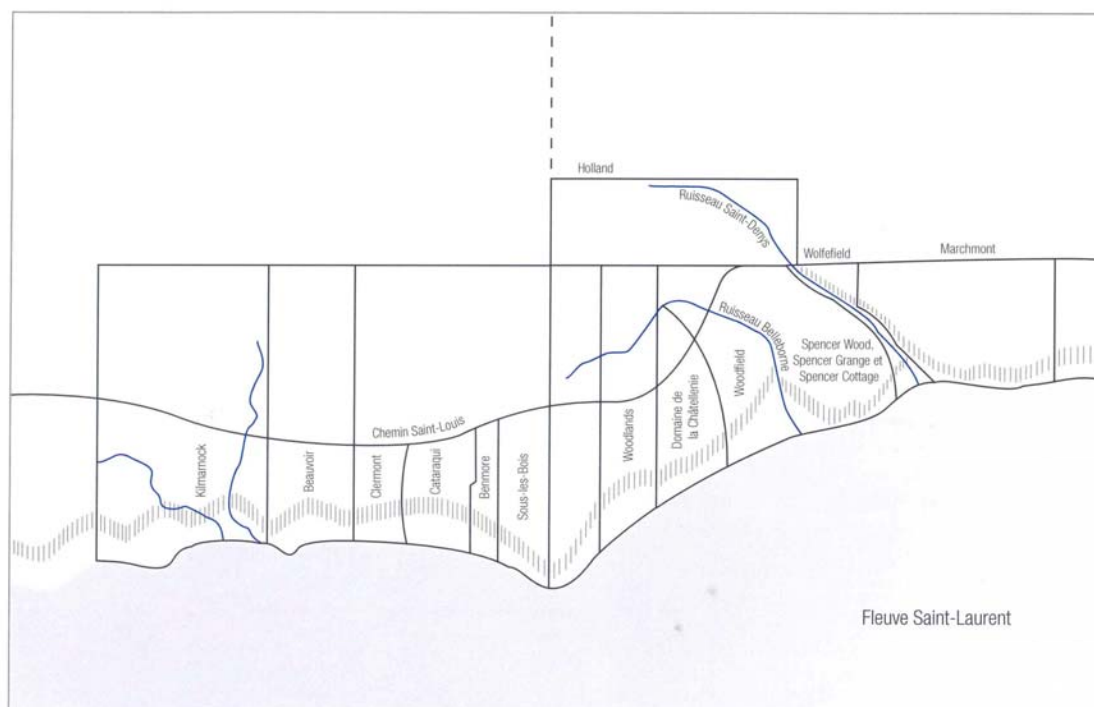 Holland
Ruisseau Saint-Denys
Wolfefield
Marchmont
Ruisseau Belleborne
Spencer Wood,
Spencer Grange et
Spencer Cottage
Woodfield
Domaine de
la Châtellenie
Woodlands
Chemin Saint-Louis
Kilmarnock
Beauvoir
Clermont
Cataraqui
Benmore
Sous-les-Bois
Fleuve Saint-Laurent